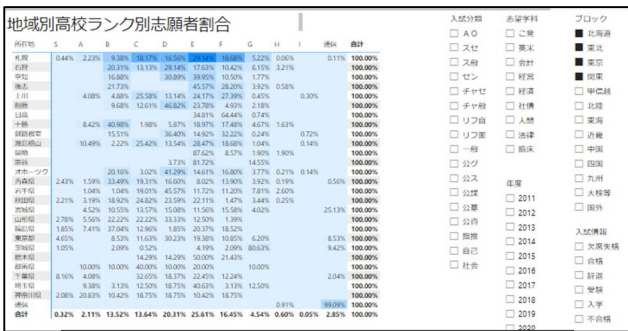 地域別高校ランク別志願者割合
所在地 S A B C D E F G H I 通信 合計
札幌 0.44% 2.23% 9.38% 18.17% 16.56% 29.14% 18.68% 5.22% 0.06% 0.11% 100.00%
石狩 20.31% 13.13% 29.14% 17.63% 10.42% 6.15% 3.21% 100.00%
空知 16.88% 30.89% 39.95% 10.50% 1.77% 100.00%
後志 21.73% 45.57% 28.20% 3.92% 0.58% 100.00%
上川 4.08% 4.88% 25.58% 13.14% 24.17% 27.39% 0.45% 0.30% 100.00%
胆振 9.68% 12.61% 46.82% 23.78% 4.93% 2.18% 100.00%
日高 34.81% 64.44% 0.74% 100.00%
十勝 8.42% 40.98% 1.98% 5.87% 18.97% 17.48% 4.67% 1.63% 100.00%
釧路根室 15.51% 36.40% 14.92% 32.22% 0.24% 0.72% 100.00%
渡島檜山 10.49% 2.22% 25.42% 13.54% 28.47% 18.68% 1.04% 0.14% 100.00%
留萌 87.62% 8.57% 1.90% 1.90% 100.00%
宗谷 3.73% 81.72% 14.55% 100.00%
オホーツク 20.16% 3.02% 41.29% 14.61% 16.80% 3.77% 0.21% 0.14% 100.00%
青森県 2.43% 1.59% 33.49% 19.31% 16.60% 8.02% 13.90% 3.92% 0.19% 0.56% 100.00%
岩手県 1.04% 1.04% 19.01% 45.57% 11.72% 11.20% 7.81% 2.60% 100.00%
秋田県 2.21% 3.19% 18.92% 24.82% 23.59% 22.11% 1.47% 3.44% 0.25% 100.00%
宮城県 4.52% 10.55% 13.57% 15.08% 11.56% 15.58% 4.02% 25.13% 100.00%
山形県 2.78% 5.56% 22.22% 22.22% 33.33% 12.50% 1.39% 100.00%
福島県 1.85% 7.41% 37.04% 12.96% 1.85% 20.37% 18.52% 100.00%
東京都 4.65% 8.53% 11.63% 30.23% 19.38% 10.85% 6.20% 8.53% 100.00%
茨城県 1.05% 2.09% 0.52% 4.19% 2.09% 80.63% 9.42% 100.00%
栃木県 14.29% 14.29% 50.00% 21.43% 100.00%
群馬県 10.00% 10.00% 40.00% 10.00% 20.00% 10.00% 100.00%
千葉県 8.16% 4.08% 32.65% 18.37% 22.45% 12.24% 2.04% 100.00%
埼玉県 9.38% 3.13% 12.50% 18.75% 40.63% 3.13% 12.50% 100.00%
神奈川県 2.08% 20.83% 10.42% 18.75% 18.75% 10.42% 18.75% 100.00%
通信 0.91% 99.09% 100.00%
合計 0.32% 2.11% 13.52% 13.64% 20.31% 25.61% 16.45% 4.54% 0.60% 0.05% 2.85% 100.00%
入試分類
AO
スセ
スポ
セン
チャセ
チャ般
リフ自
リフ面
一般
公グ
公ス
公課
公募
公資
指推
自己
社会
志望学科
こ発
英米
会計
経営
経済
社情
人間
法律
臨床
年度
2011
2012
2013
2014
2015
2016
2017
2018
2019
2020
ブロック
北海道
東北
東京
関東
甲信越
北陸
東海
近畿
中国
四国
九州
大検等
国外
入試情報
欠席失格
合格
辞退
受験
入学
不合格